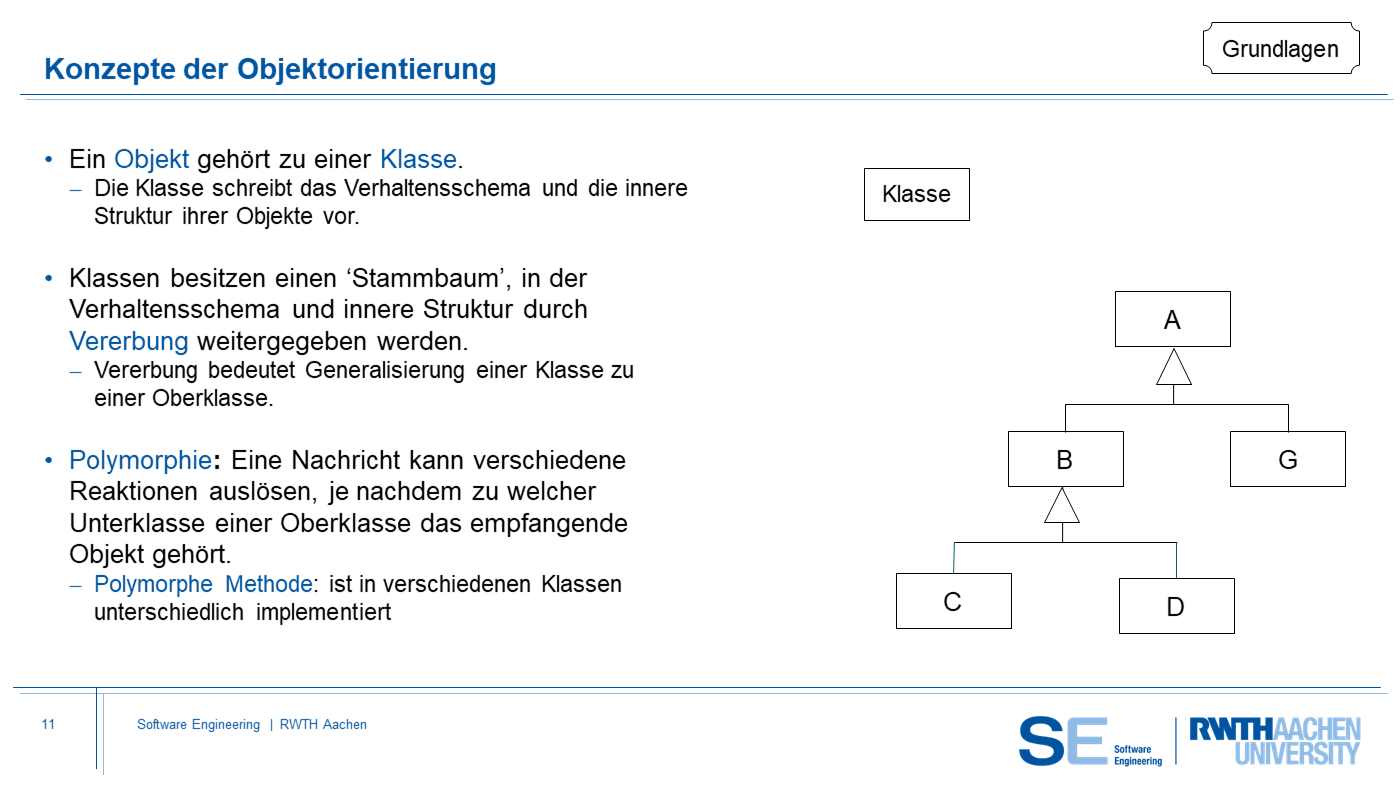 Grundlagen
Konzepte der Objektorientierung
• Ein Objekt gehört zu einer Klasse.
– Die Klasse schreibt das Verhaltensschema und die innere
Struktur ihrer Objekte vor.
• Klassen besitzen einen ‘Stammbaum’, in der
Verhaltensschema und innere Struktur durch
Vererbung weitergegeben werden.
– Vererbung bedeutet Generalisierung einer Klasse zu
einer Oberklasse.
• Polymorphie: Eine Nachricht kann verschiedene
Reaktionen auslösen, je nachdem zu welcher
Unterklasse einer Oberklasse das empfangende
Objekt gehört.
– Polymorphe Methode: ist in verschiedenen Klassen
unterschiedlich implementiert
Klasse
A
B
G
C
D
11
Software Engineering | RWTH Aachen
SE Software
Engineering
RWTHAACHEN
UNIVERSITY